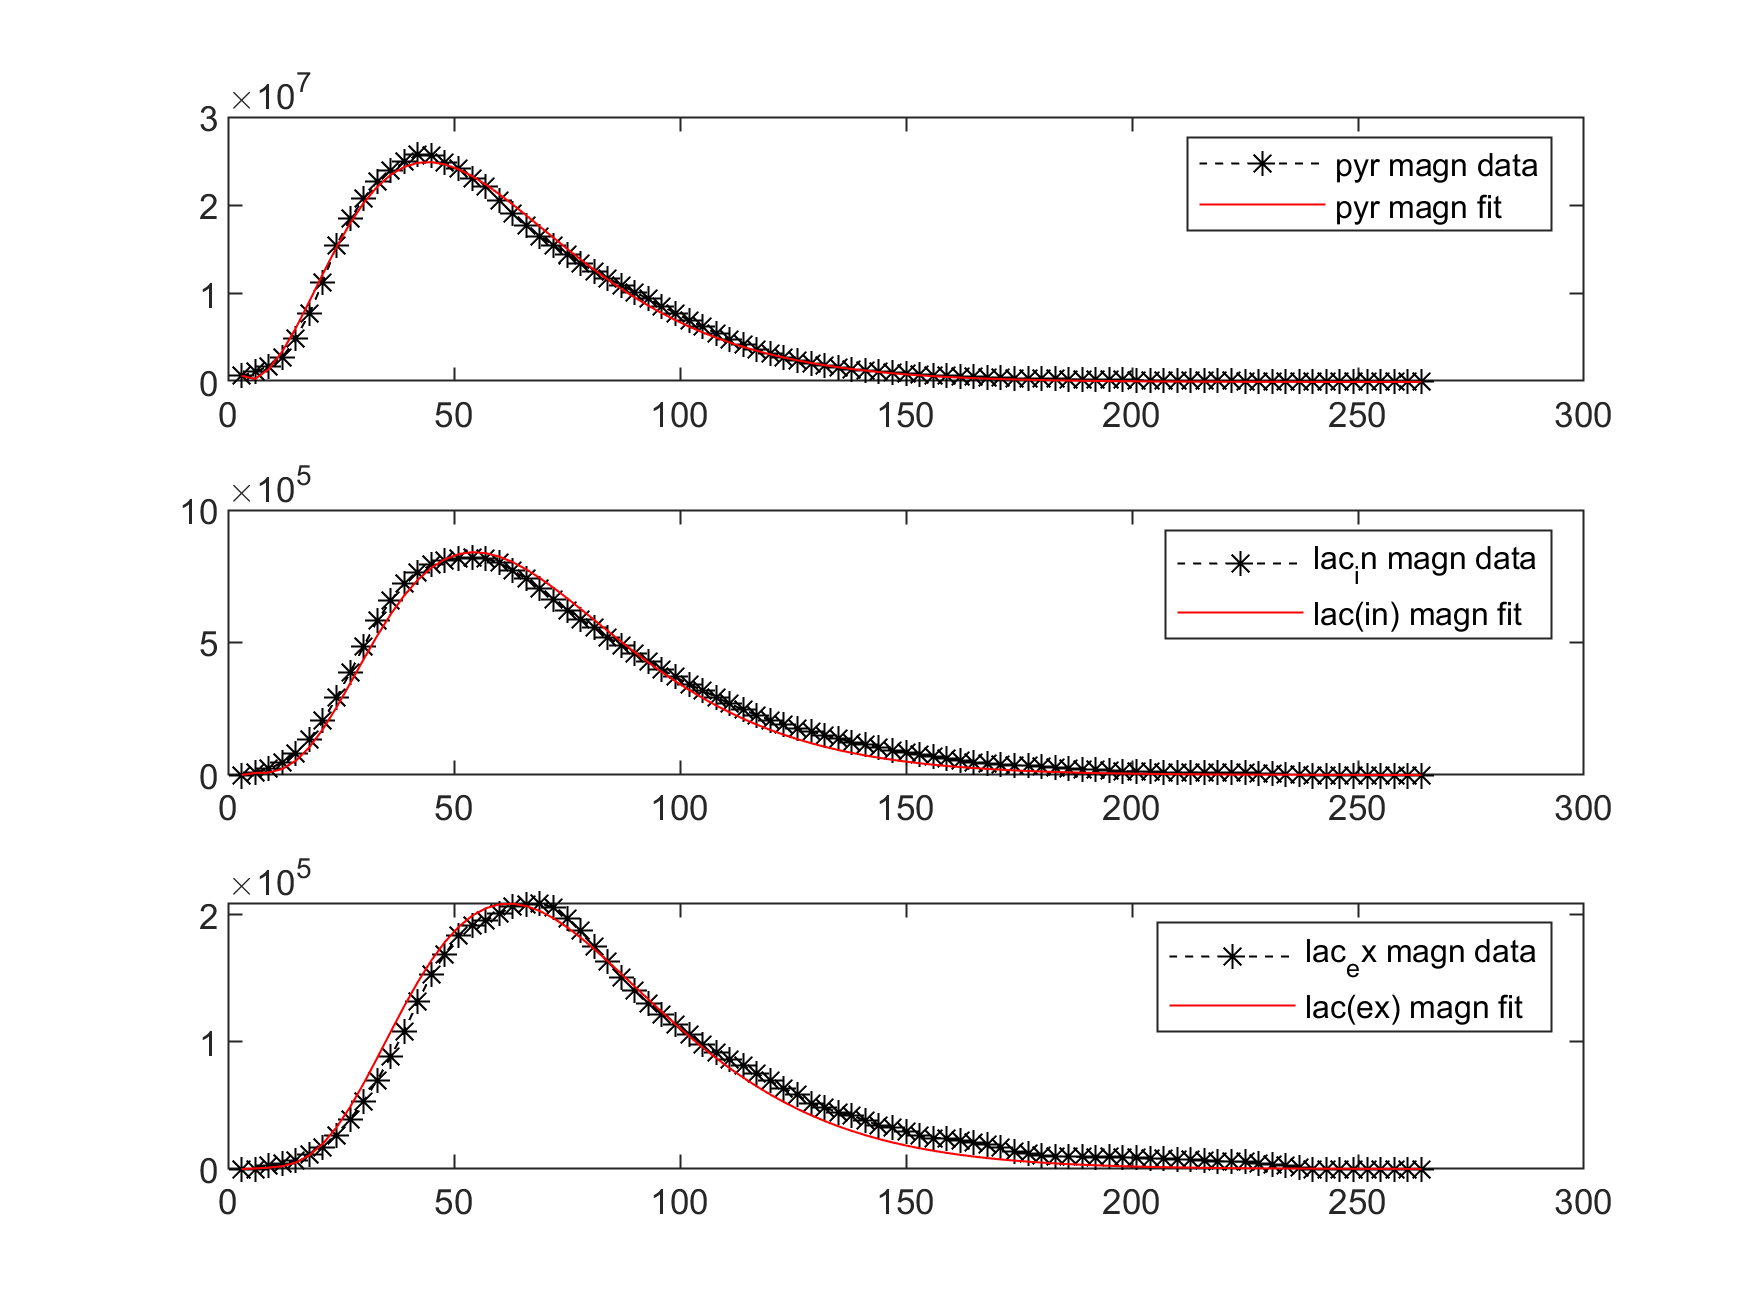 ×10^7
3
2
1
0
0 50 100 150 200 250 300
pyr magn data
pyr magn fit
×10^5
10
5
0
0 50 100 150 200 250 300
lac_in magn data
lac(in) magn fit
×10^5
2
1
0
0 50 100 150 200 250 300
lac_ex magn data
lac(ex) magn fit